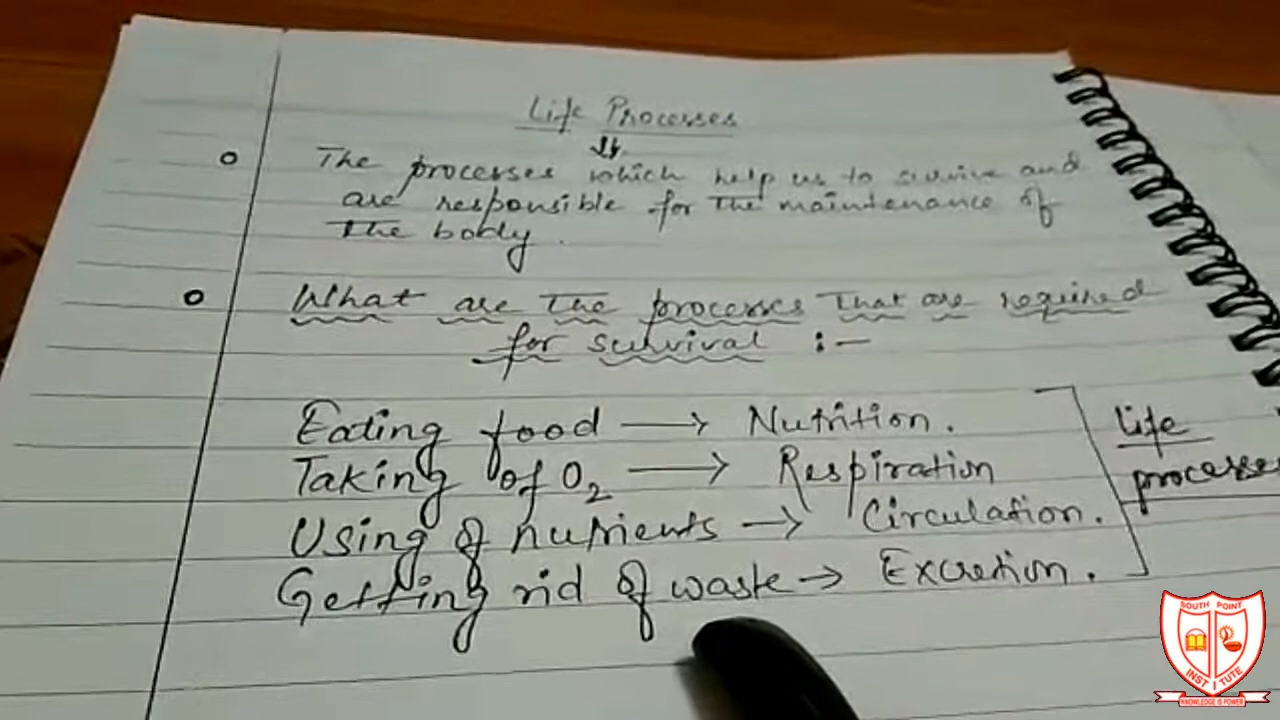 Life Processes
The processes which help us to survive and
are responsible for the maintenance of
the body.
What are the processes that are required
for survival :-
Eating food → Nutrition.
Taking of O₂ → Respiration
Using of nutrients → Circulation.
Getting rid of waste → Excretion.
Life
processes
SOUTH POINT
INSTITUTE
KNOWLEDGE IS POWER